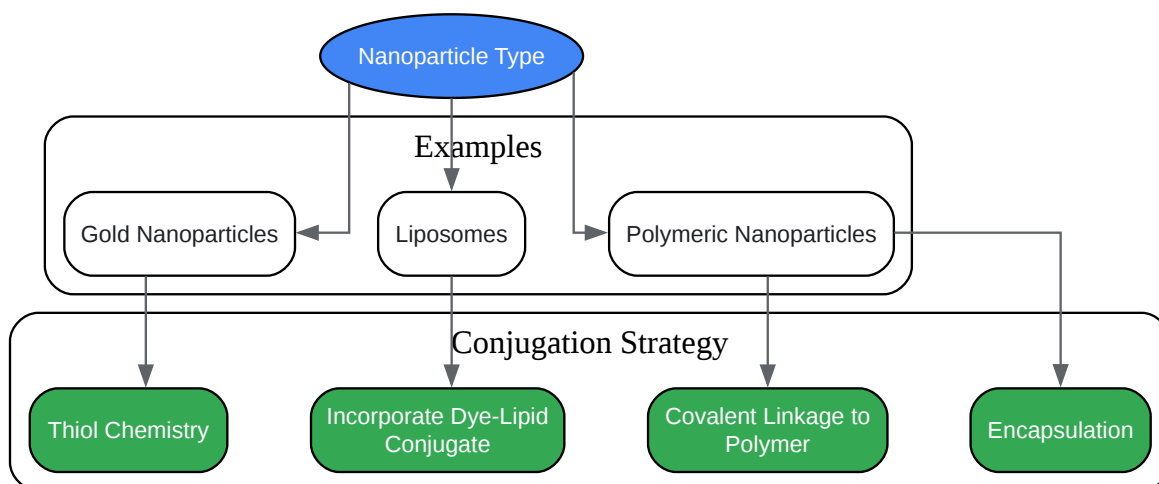 Nanoparticle Type
Examples
Gold Nanoparticles
Liposomes
Polymeric Nanoparticles
Conjugation Strategy
Thiol Chemistry
Incorporate Dye-Lipid
Conjugate
Covalent Linkage to
Polymer
Encapsulation